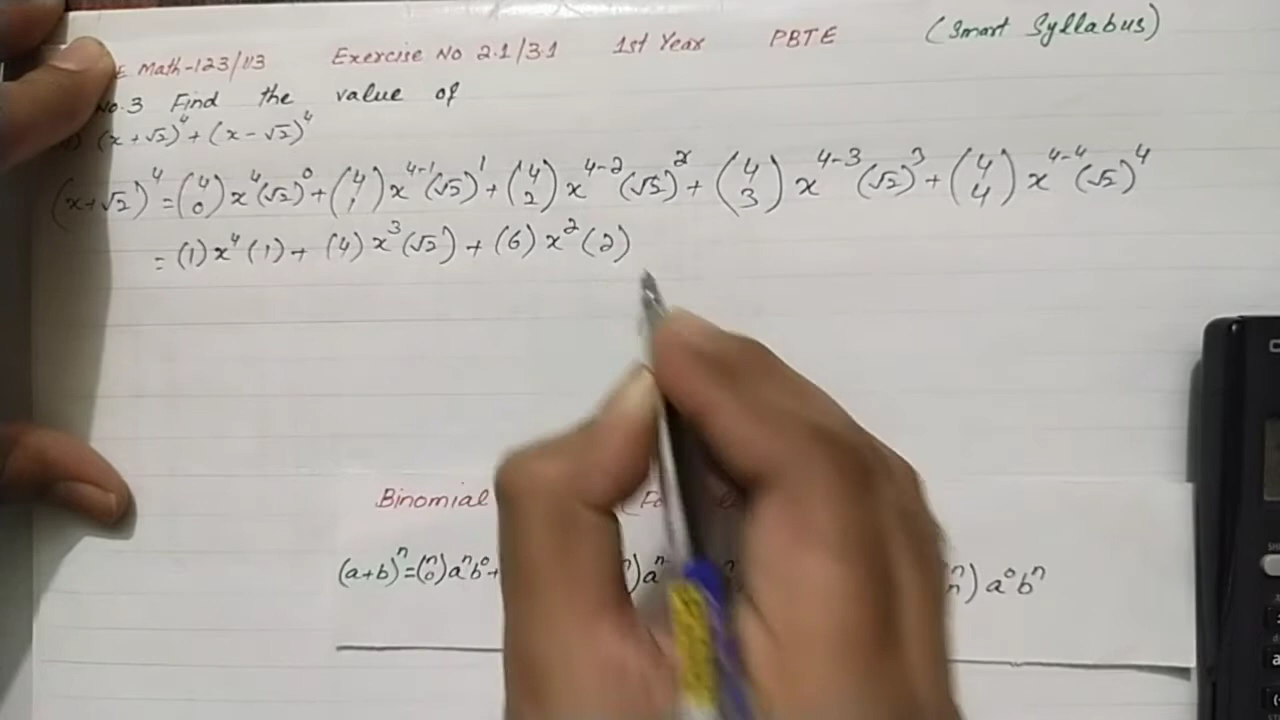 Math-123/113 Exercise No 2.1/3.1 1st Year PBTE (Smart Syllabus)
No.3 Find the value of
(x+√2)⁴+(x-√2)⁴
(x+√2)⁴=(4 0)x⁴(√2)⁰+(4 1)x⁴⁻¹(√2)¹+(4 2)x⁴⁻²(√2)²+(4 3)x⁴⁻³(√2)³+(4 4)x⁴⁻⁴(√2)⁴
=(1)x⁴(1)+(4)x³(√2)+(6)x²(2)
Binomial
(a+b)ⁿ=(n 0)aⁿb⁰+ )aⁿ n) a⁰bⁿ